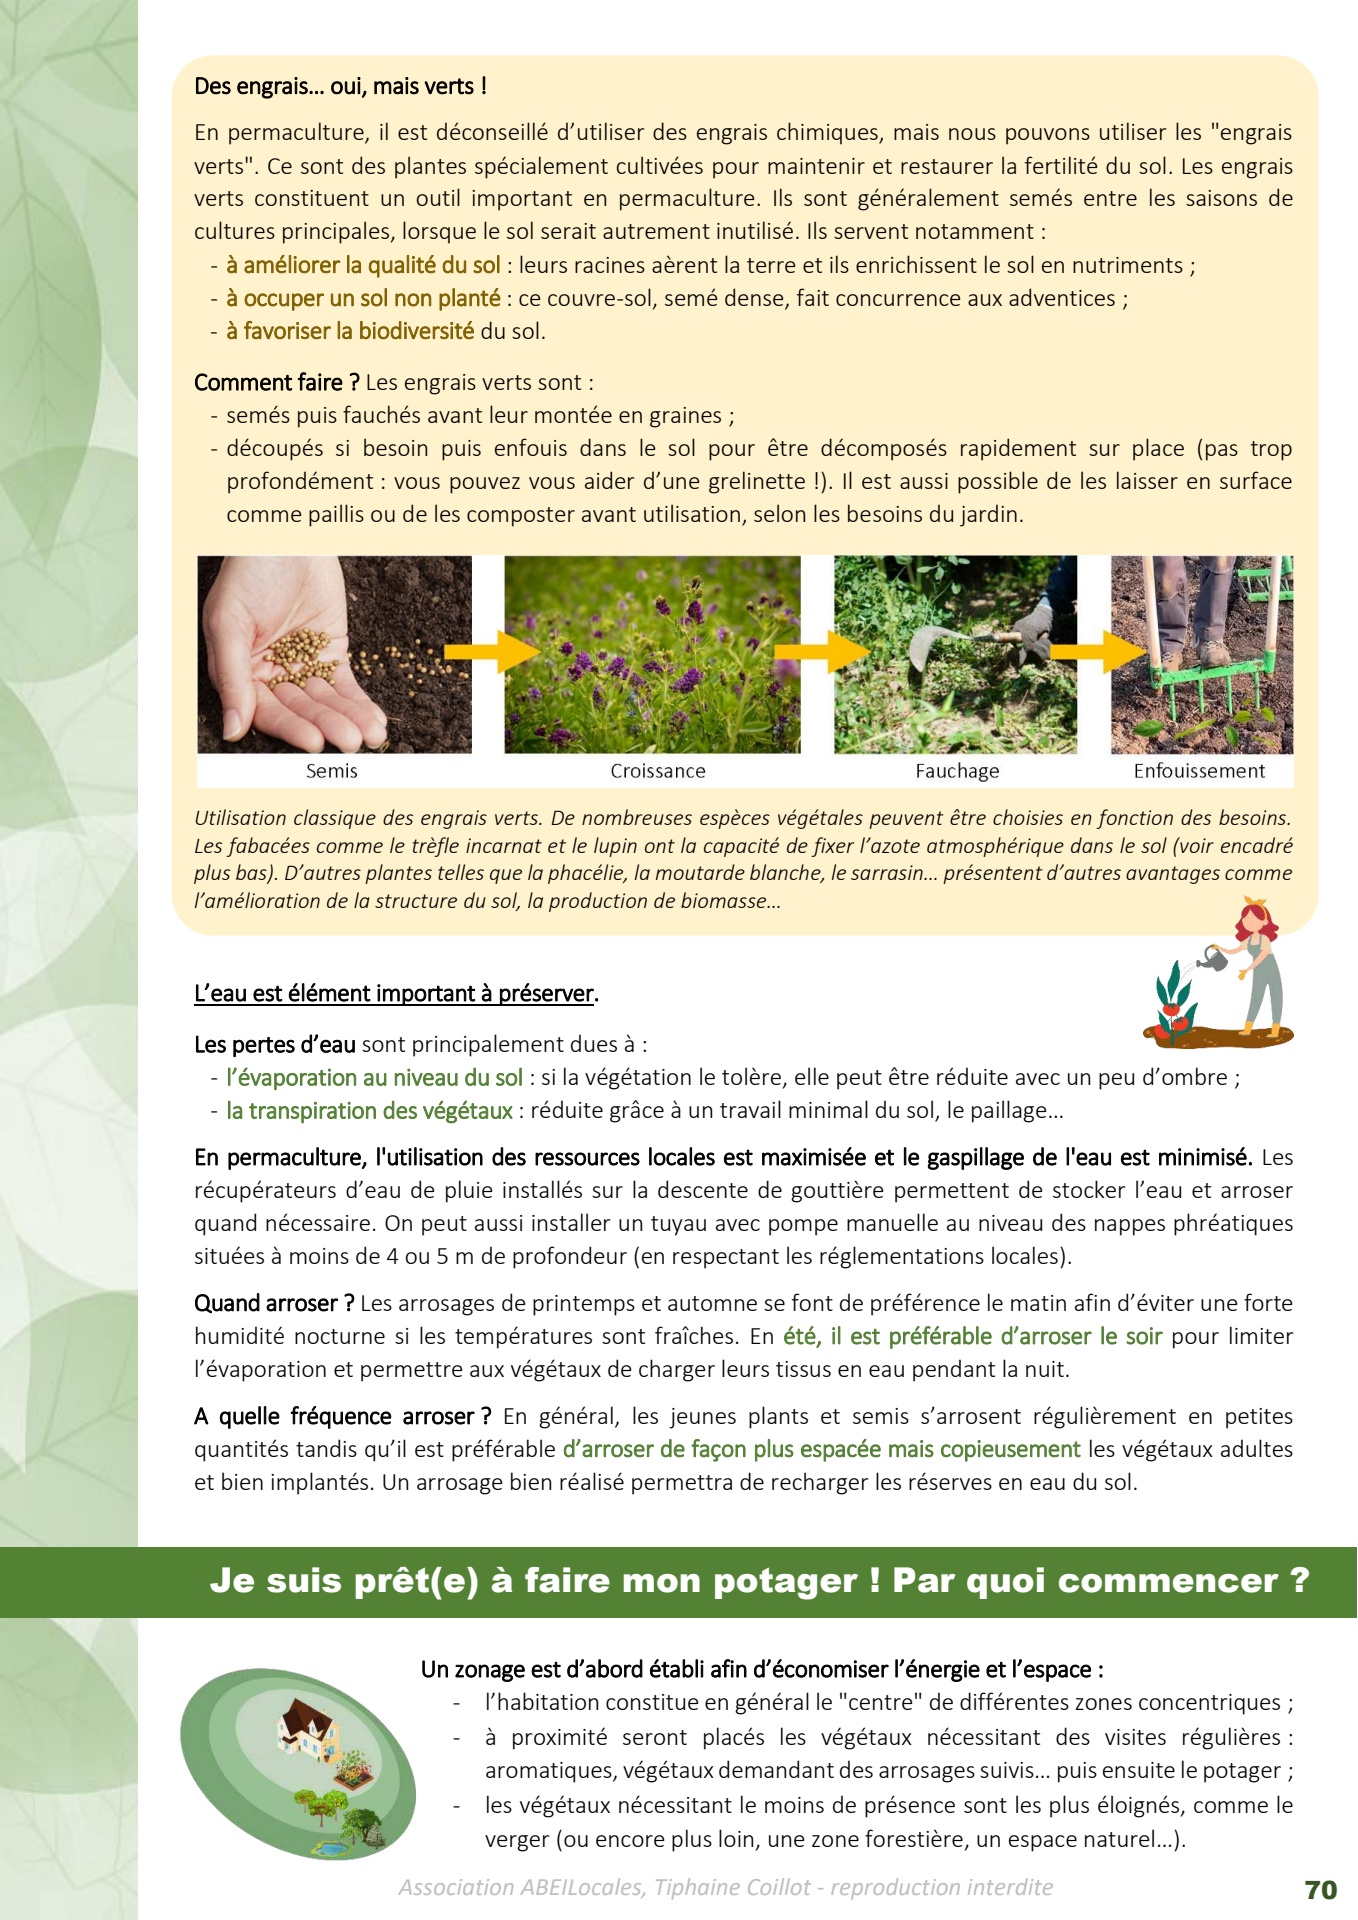 Des engrais… oui, mais verts !
En permaculture, il est déconseillé d’utiliser des engrais chimiques, mais nous pouvons utiliser les "engrais
verts". Ce sont des plantes spécialement cultivées pour maintenir et restaurer la fertilité du sol. Les engrais
verts constituent un outil important en permaculture. Ils sont généralement semés entre les saisons de
cultures principales, lorsque le sol serait autrement inutilisé. Ils servent notamment :
- à améliorer la qualité du sol : leurs racines aèrent la terre et ils enrichissent le sol en nutriments ;
- à occuper un sol non planté : ce couvre-sol, semé dense, fait concurrence aux adventices ;
- à favoriser la biodiversité du sol.
Comment faire ? Les engrais verts sont :
- semés puis fauchés avant leur montée en graines ;
- découpés si besoin puis enfouis dans le sol pour être décomposés rapidement sur place (pas trop
profondément : vous pouvez vous aider d’une grelinette !). Il est aussi possible de les laisser en surface
comme paillis ou de les composter avant utilisation, selon les besoins du jardin.
Semis Croissance Fauchage Enfouissement
Utilisation classique des engrais verts. De nombreuses espèces végétales peuvent être choisies en fonction des besoins.
Les fabacées comme le trèfle incarnat et le lupin ont la capacité de fixer l’azote atmosphérique dans le sol (voir encadré
plus bas). D’autres plantes telles que la phacélie, la moutarde blanche, le sarrasin… présentent d’autres avantages comme
l’amélioration de la structure du sol, la production de biomasse…
L’eau est élément important à préserver.
Les pertes d’eau sont principalement dues à :
- l’évaporation au niveau du sol : si la végétation le tolère, elle peut être réduite avec un peu d’ombre ;
- la transpiration des végétaux : réduite grâce à un travail minimal du sol, le paillage…
En permaculture, l'utilisation des ressources locales est maximisée et le gaspillage de l'eau est minimisé. Les
récupérateurs d’eau de pluie installés sur la descente de gouttière permettent de stocker l’eau et arroser
quand nécessaire. On peut aussi installer un tuyau avec pompe manuelle au niveau des nappes phréatiques
situées à moins de 4 ou 5 m de profondeur (en respectant les réglementations locales).
Quand arroser ? Les arrosages de printemps et automne se font de préférence le matin afin d’éviter une forte
humidité nocturne si les températures sont fraîches. En été, il est préférable d’arroser le soir pour limiter
l’évaporation et permettre aux végétaux de charger leurs tissus en eau pendant la nuit.
A quelle fréquence arroser ? En général, les jeunes plants et semis s’arrosent régulièrement en petites
quantités tandis qu’il est préférable d’arroser de façon plus espacée mais copieusement les végétaux adultes
et bien implantés. Un arrosage bien réalisé permettra de recharger les réserves en eau du sol.
Je suis prêt(e) à faire mon potager ! Par quoi commencer ?
Un zonage est d’abord établi afin d’économiser l’énergie et l’espace :
- l’habitation constitue en général le "centre" de différentes zones concentriques ;
- à proximité seront placés les végétaux nécessitant des visites régulières :
aromatiques, végétaux demandant des arrosages suivis… puis ensuite le potager ;
- les végétaux nécessitant le moins de présence sont les plus éloignés, comme le
verger (ou encore plus loin, une zone forestière, un espace naturel…).
Association ABEILocales, Tiphaine Coillot - reproduction interdite
70